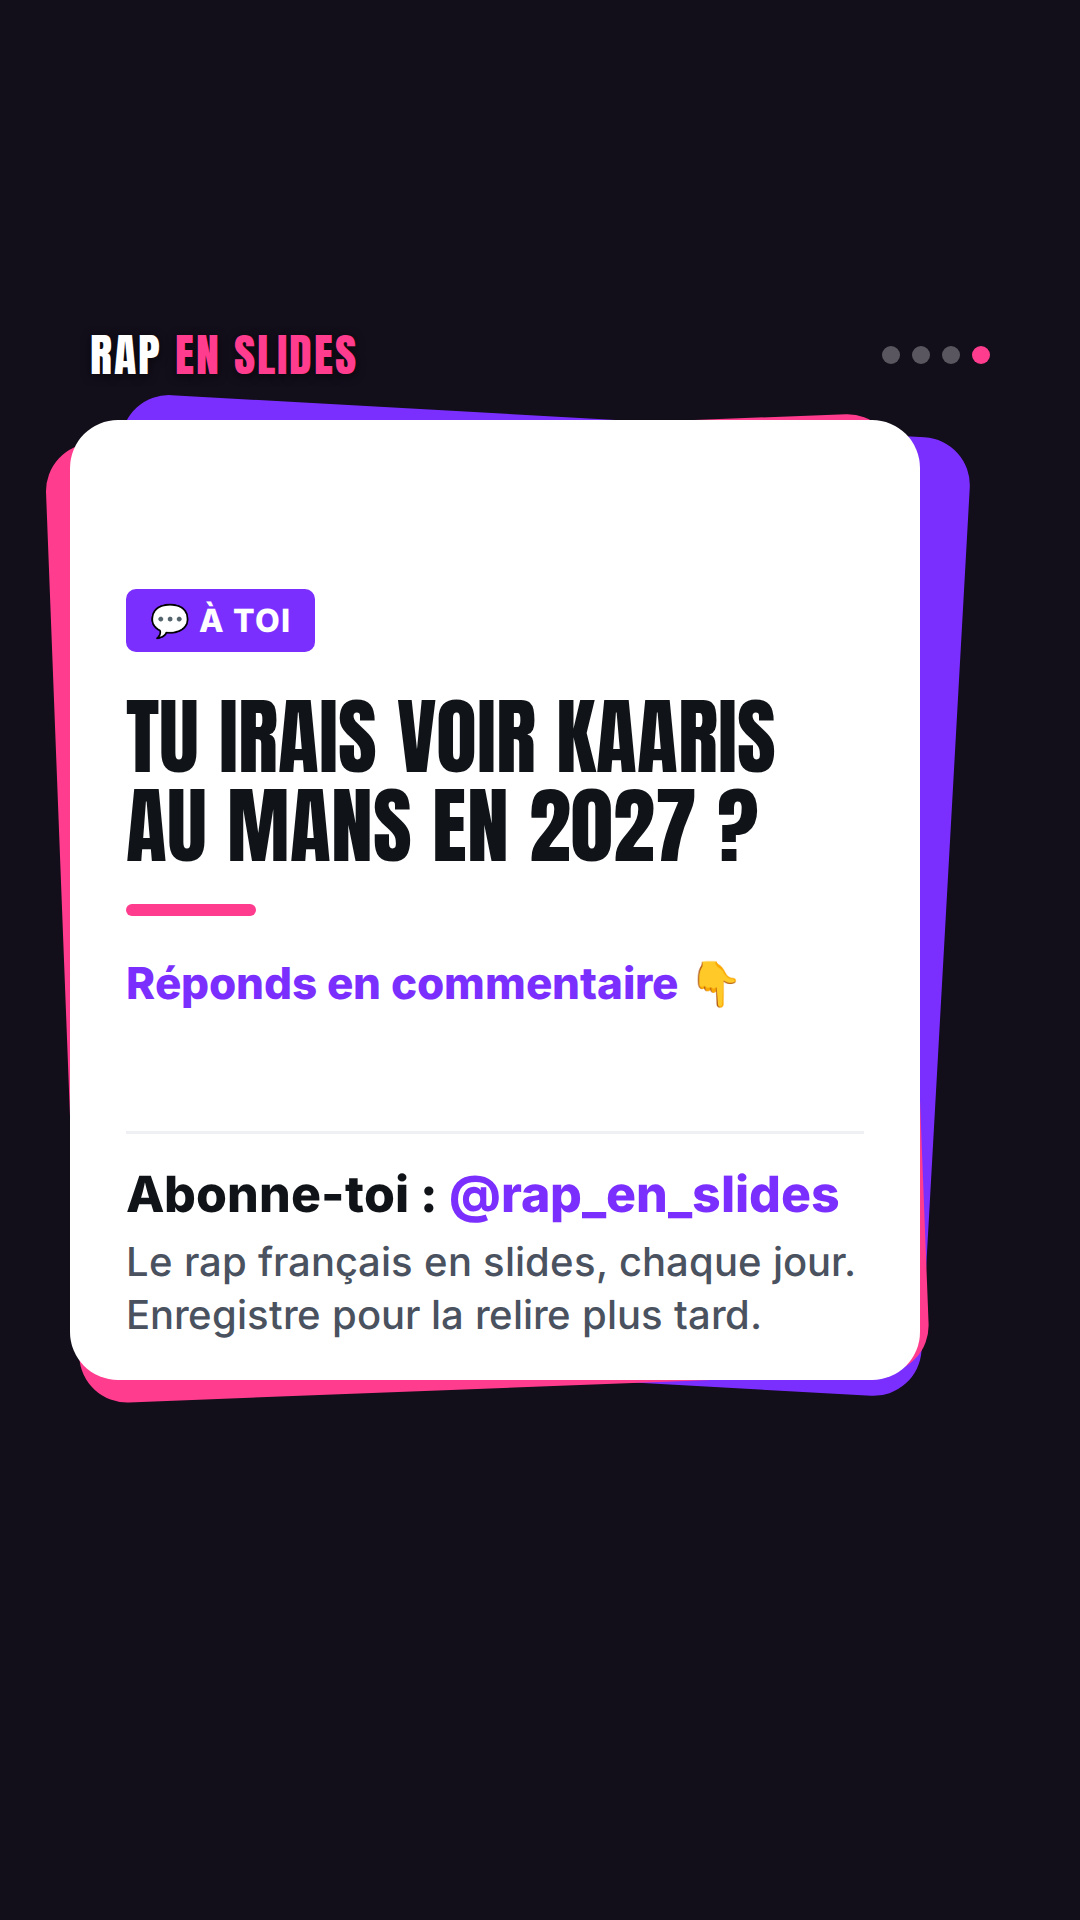 RAP EN SLIDES
💬 À TOI
TU IRAIS VOIR KAARIS
AU MANS EN 2027 ?
Réponds en commentaire 👇
Abonne-toi : @rap_en_slides
Le rap français en slides, chaque jour.
Enregistre pour la relire plus tard.